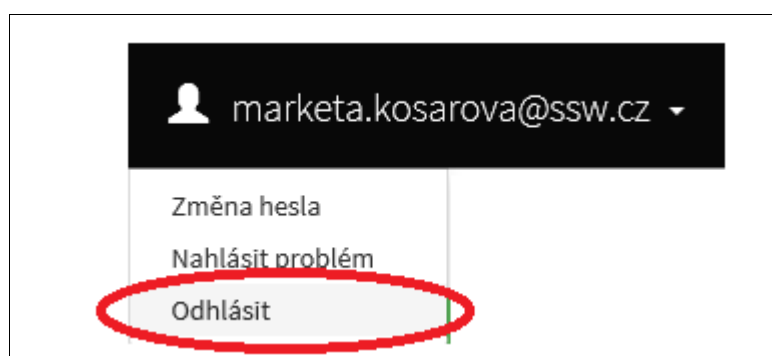 marketa.kosarova@ssw.cz
Změna hesla
Nahlásit problém
Odhlásit